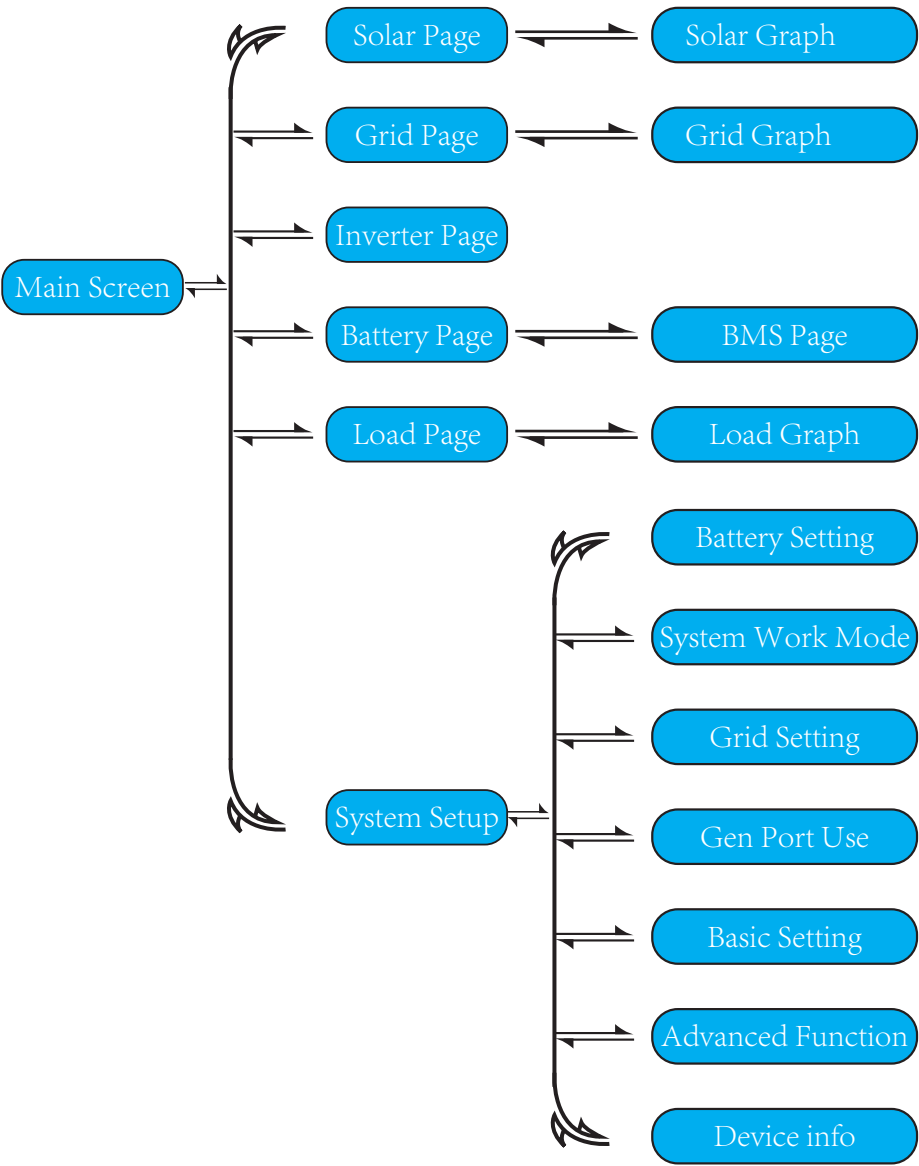 Solar Page
Solar Graph
Grid Page
Grid Graph
Inverter Page
Main Screen
Battery Page
BMS Page
Load Page
Load Graph
Battery Setting
System Work Mode
Grid Setting
System Setup
Gen Port Use
Basic Setting
Advanced Function
Device info